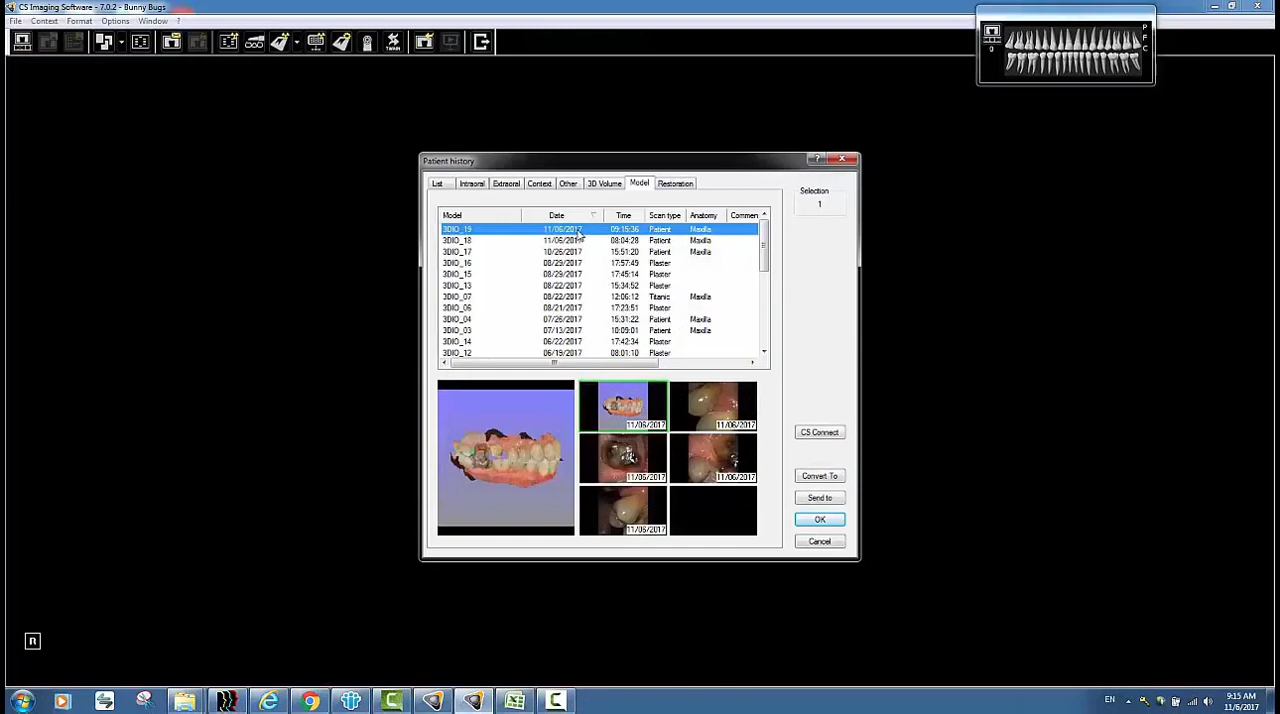 CS Imaging Software - 7.0.2 - Bunny Bugs
File Context Format Options Window ?
TWAIN
0
P
F
C
Patient history
List Intraoral Extraoral Context Other 3D Volume Model Restoration
Selection
1
Model Date Time Scan type Anatomy Commen
3DIO_19 11/06/2017 09:15:36 Patient Maxilla
3DIO_18 11/06/2017 08:04:28 Patient Maxilla
3DIO_17 10/26/2017 15:51:20 Patient Maxilla
3DIO_16 08/29/2017 17:57:49 Plaster
3DIO_15 08/29/2017 17:45:14 Plaster
3DIO_13 08/22/2017 15:34:52 Plaster
3DIO_07 08/22/2017 12:06:12 Titanic Maxilla
3DIO_06 08/21/2017 17:23:51 Plaster
3DIO_04 07/26/2017 15:31:22 Patient Maxilla
3DIO_03 07/13/2017 10:09:01 Patient Maxilla
3DIO_14 06/22/2017 17:42:34 Plaster
3DIO_12 06/19/2017 08:01:10 Plaster
11/06/2017 11/06/2017
11/06/2017 11/06/2017
11/06/2017
CS Connect
Convert To
Send to
OK
Cancel
R
EN
9:15 AM
11/6/2017